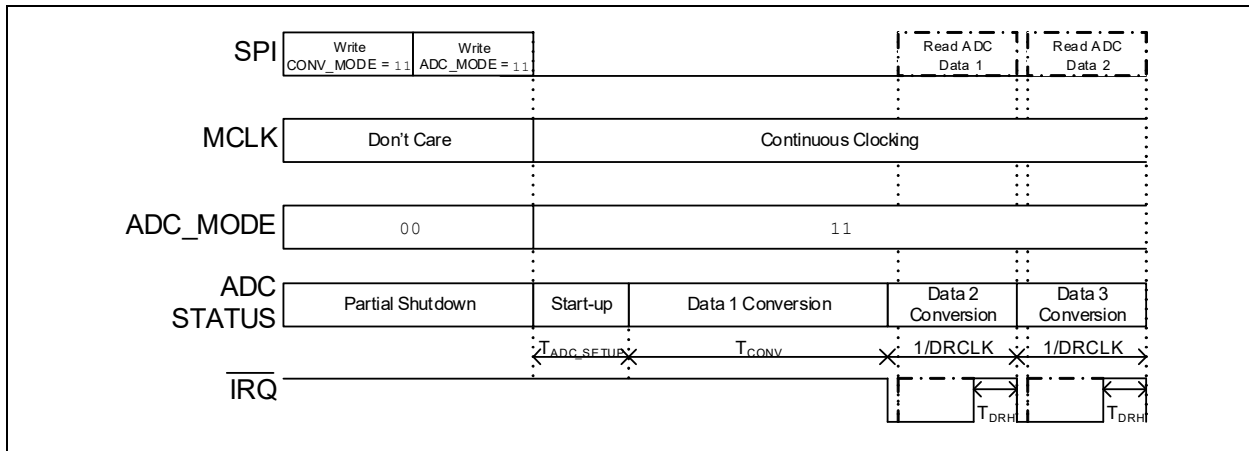 SPI
Write
CONV_MODE = 11
Write
ADC_MODE = 11
Read ADC
Data 1
Read ADC
Data 2
MCLK
Don't Care
Continuous Clocking
ADC_MODE
00
11
ADC
STATUS
Partial Shutdown
Start-up
Data 1 Conversion
Data 2
Conversion
Data 3
Conversion
TADC_SETUP
TCONV
1/DRCLK
1/DRCLK
IRQ
TDRH
TDRH